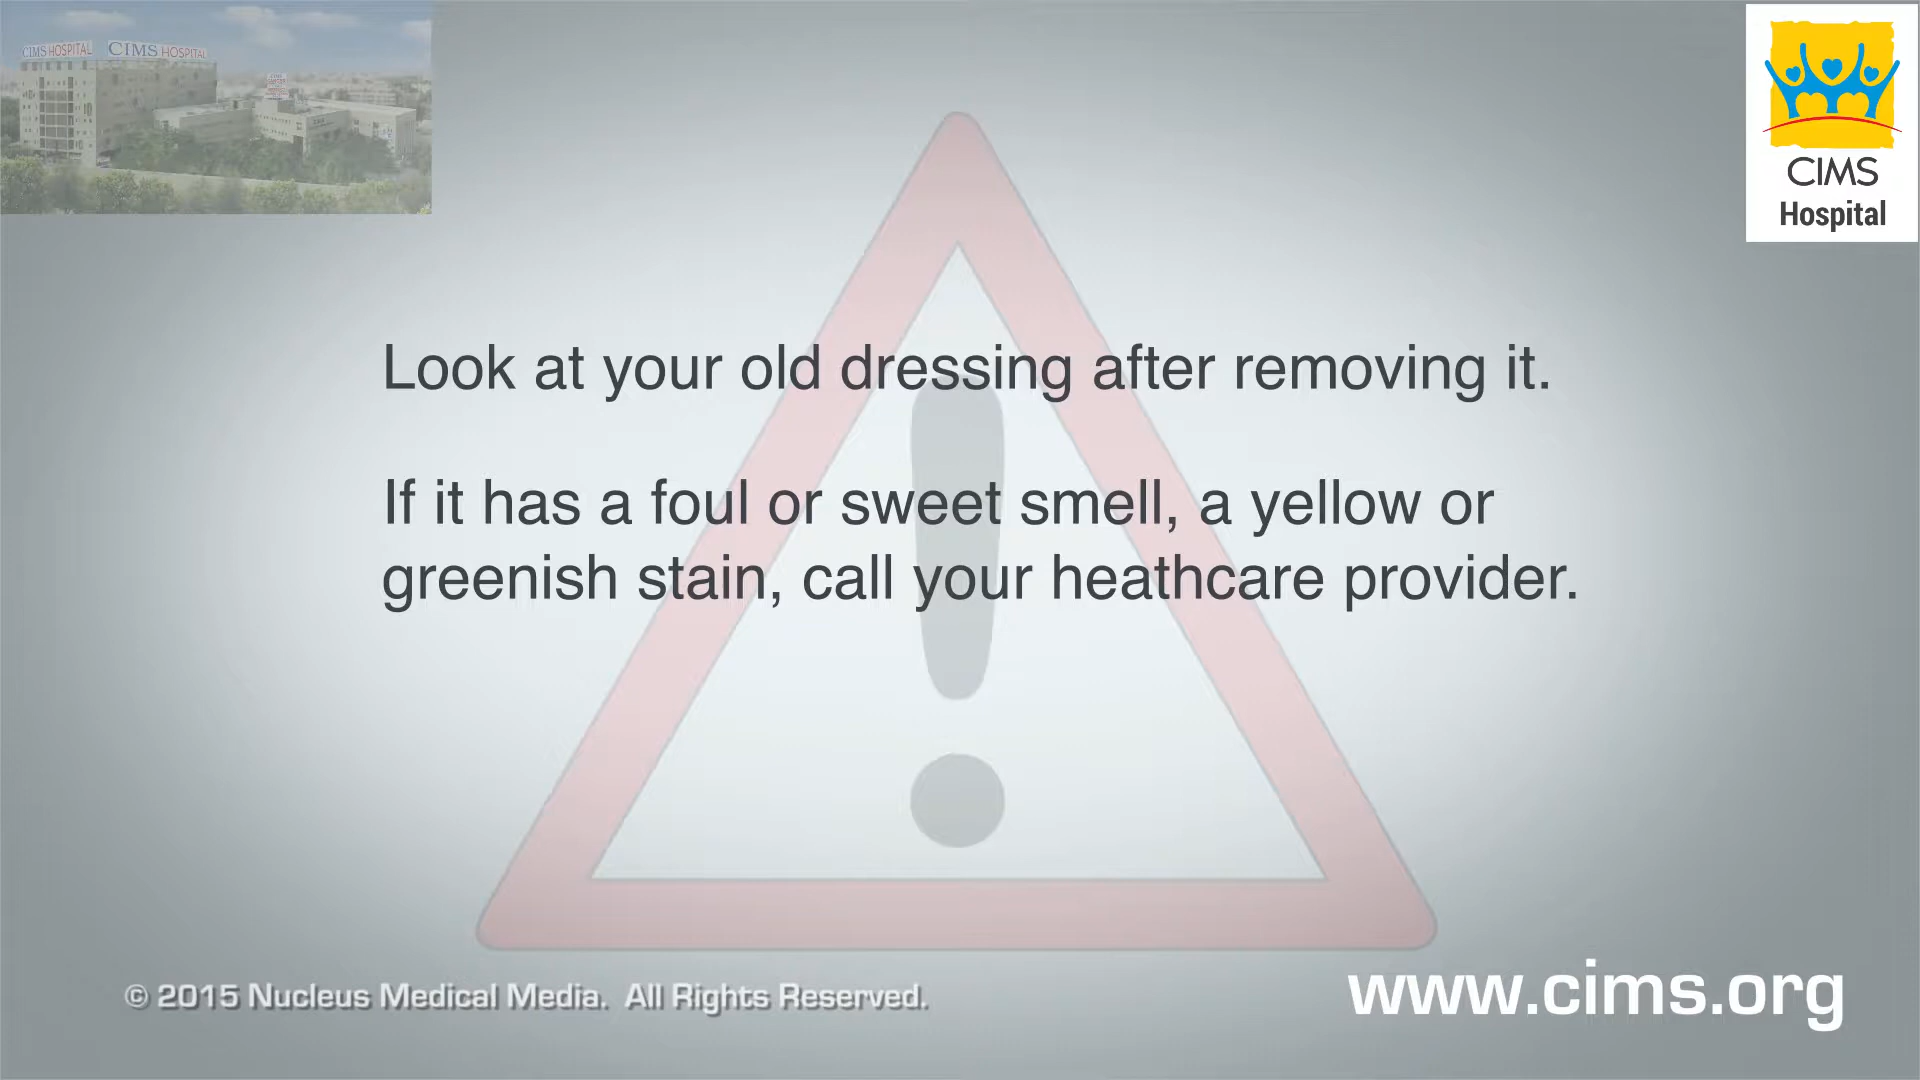 CIMS HOSPITAL CIMS HOSPITAL
CIMS
Hospital
Look at your old dressing after removing it.
If it has a foul or sweet smell, a yellow or
greenish stain, call your heathcare provider.
© 2015 Nucleus Medical Media. All Rights Reserved.
www.cims.org